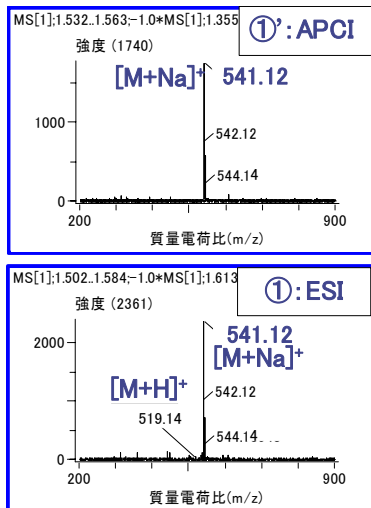 MS[1];1.532..1.563;-1.0*MS[1];1.355
①’:APCI
強度 (1740)
[M+Na]+ 541.12
1000
542.12
544.14
0
200
900
質量電荷比(m/z)
MS[1];1.502..1.584;-1.0*MS[1];1.613
①:ESI
強度 (2361)
541.12
2000
[M+Na]+
[M+H]+
542.12
519.14
544.14
0
200
900
質量電荷比(m/z)